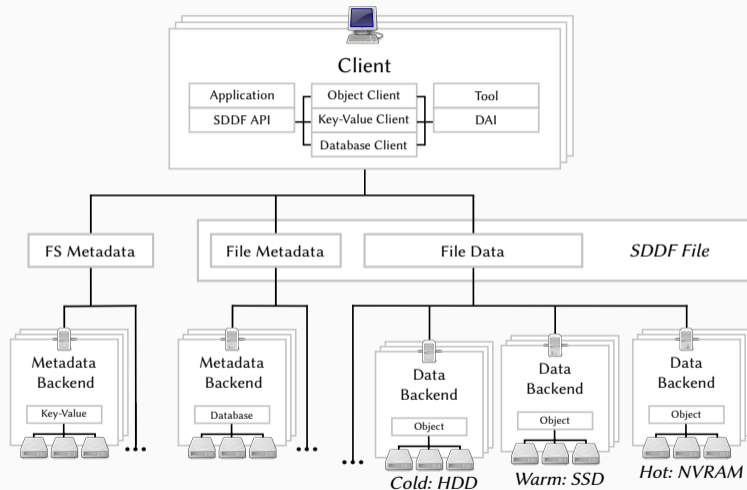 Client
Application
Object Client
Tool
SDDF API
Key-Value Client
DAI
Database Client
FS Metadata
File Metadata
File Data
SDDF File
Metadata
Backend
Key-Value
Metadata
Backend
Database
Data
Backend
Object
Cold: HDD
Data
Backend
Object
Warm: SSD
Data
Backend
Object
Hot: NVRAM